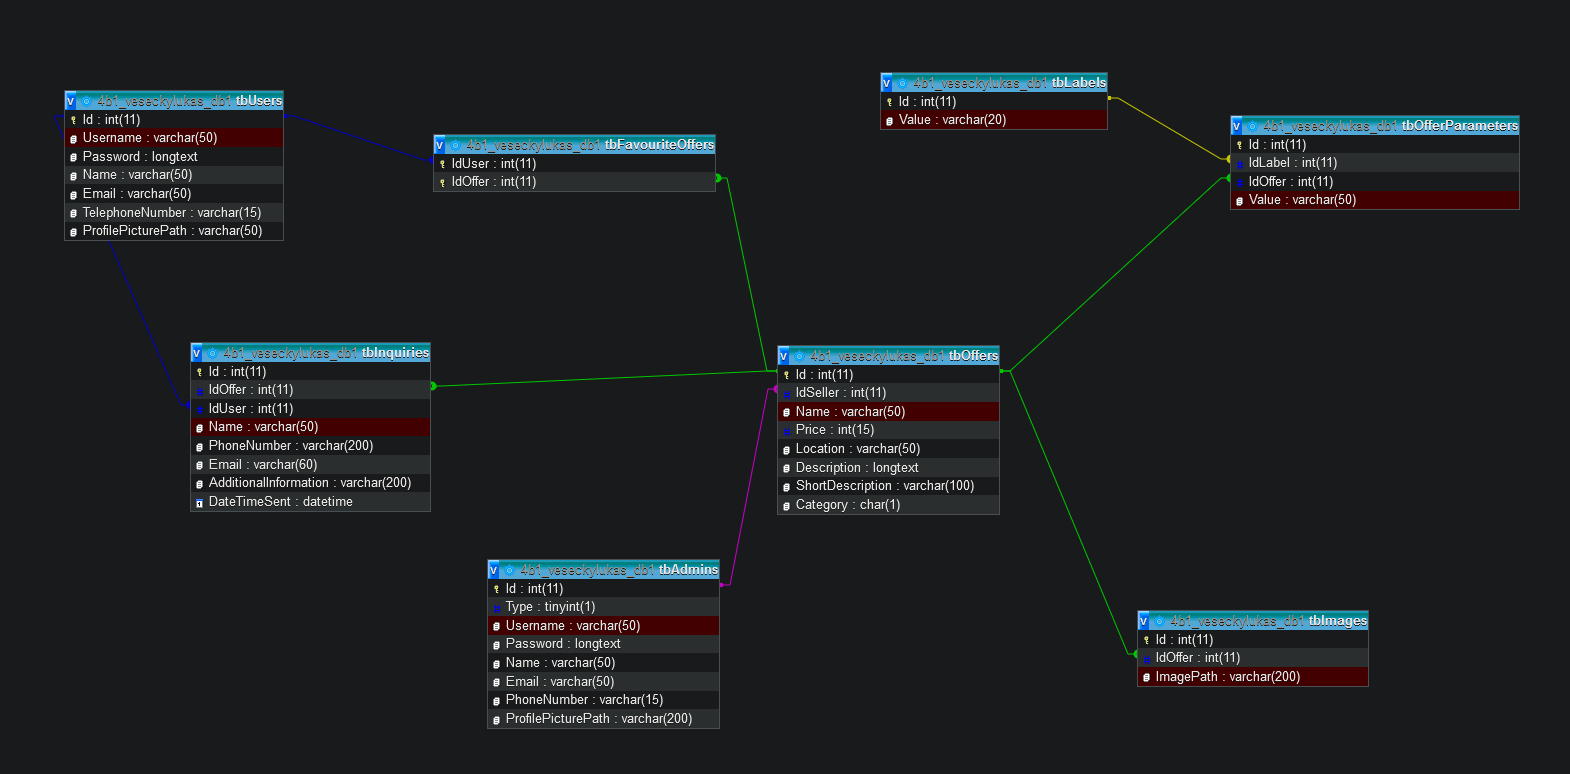 v 4b1_veseckylukas_db1 tbUsers
Id : int(11)
Username : varchar(50)
Password : longtext
Name : varchar(50)
Email : varchar(50)
TelephoneNumber : varchar(15)
ProfilePicturePath : varchar(50)
v 4b1_veseckylukas_db1 tbFavouriteOffers
IdUser : int(11)
IdOffer : int(11)
v 4b1_veseckylukas_db1 tbLabels
Id : int(11)
Value : varchar(20)
v 4b1_veseckylukas_db1 tbOfferParameters
Id : int(11)
IdLabel : int(11)
IdOffer : int(11)
Value : varchar(50)
v 4b1_veseckylukas_db1 tbInquiries
Id : int(11)
IdOffer : int(11)
IdUser : int(11)
Name : varchar(50)
PhoneNumber : varchar(200)
Email : varchar(60)
AdditionalInformation : varchar(200)
DateTimeSent : datetime
v 4b1_veseckylukas_db1 tbOffers
Id : int(11)
IdSeller : int(11)
Name : varchar(50)
Price : int(15)
Location : varchar(50)
Description : longtext
ShortDescription : varchar(100)
Category : char(1)
v 4b1_veseckylukas_db1 tbAdmins
Id : int(11)
Type : tinyint(1)
Username : varchar(50)
Password : longtext
Name : varchar(50)
Email : varchar(50)
PhoneNumber : varchar(15)
ProfilePicturePath : varchar(200)
v 4b1_veseckylukas_db1 tbImages
Id : int(11)
IdOffer : int(11)
ImagePath : varchar(200)